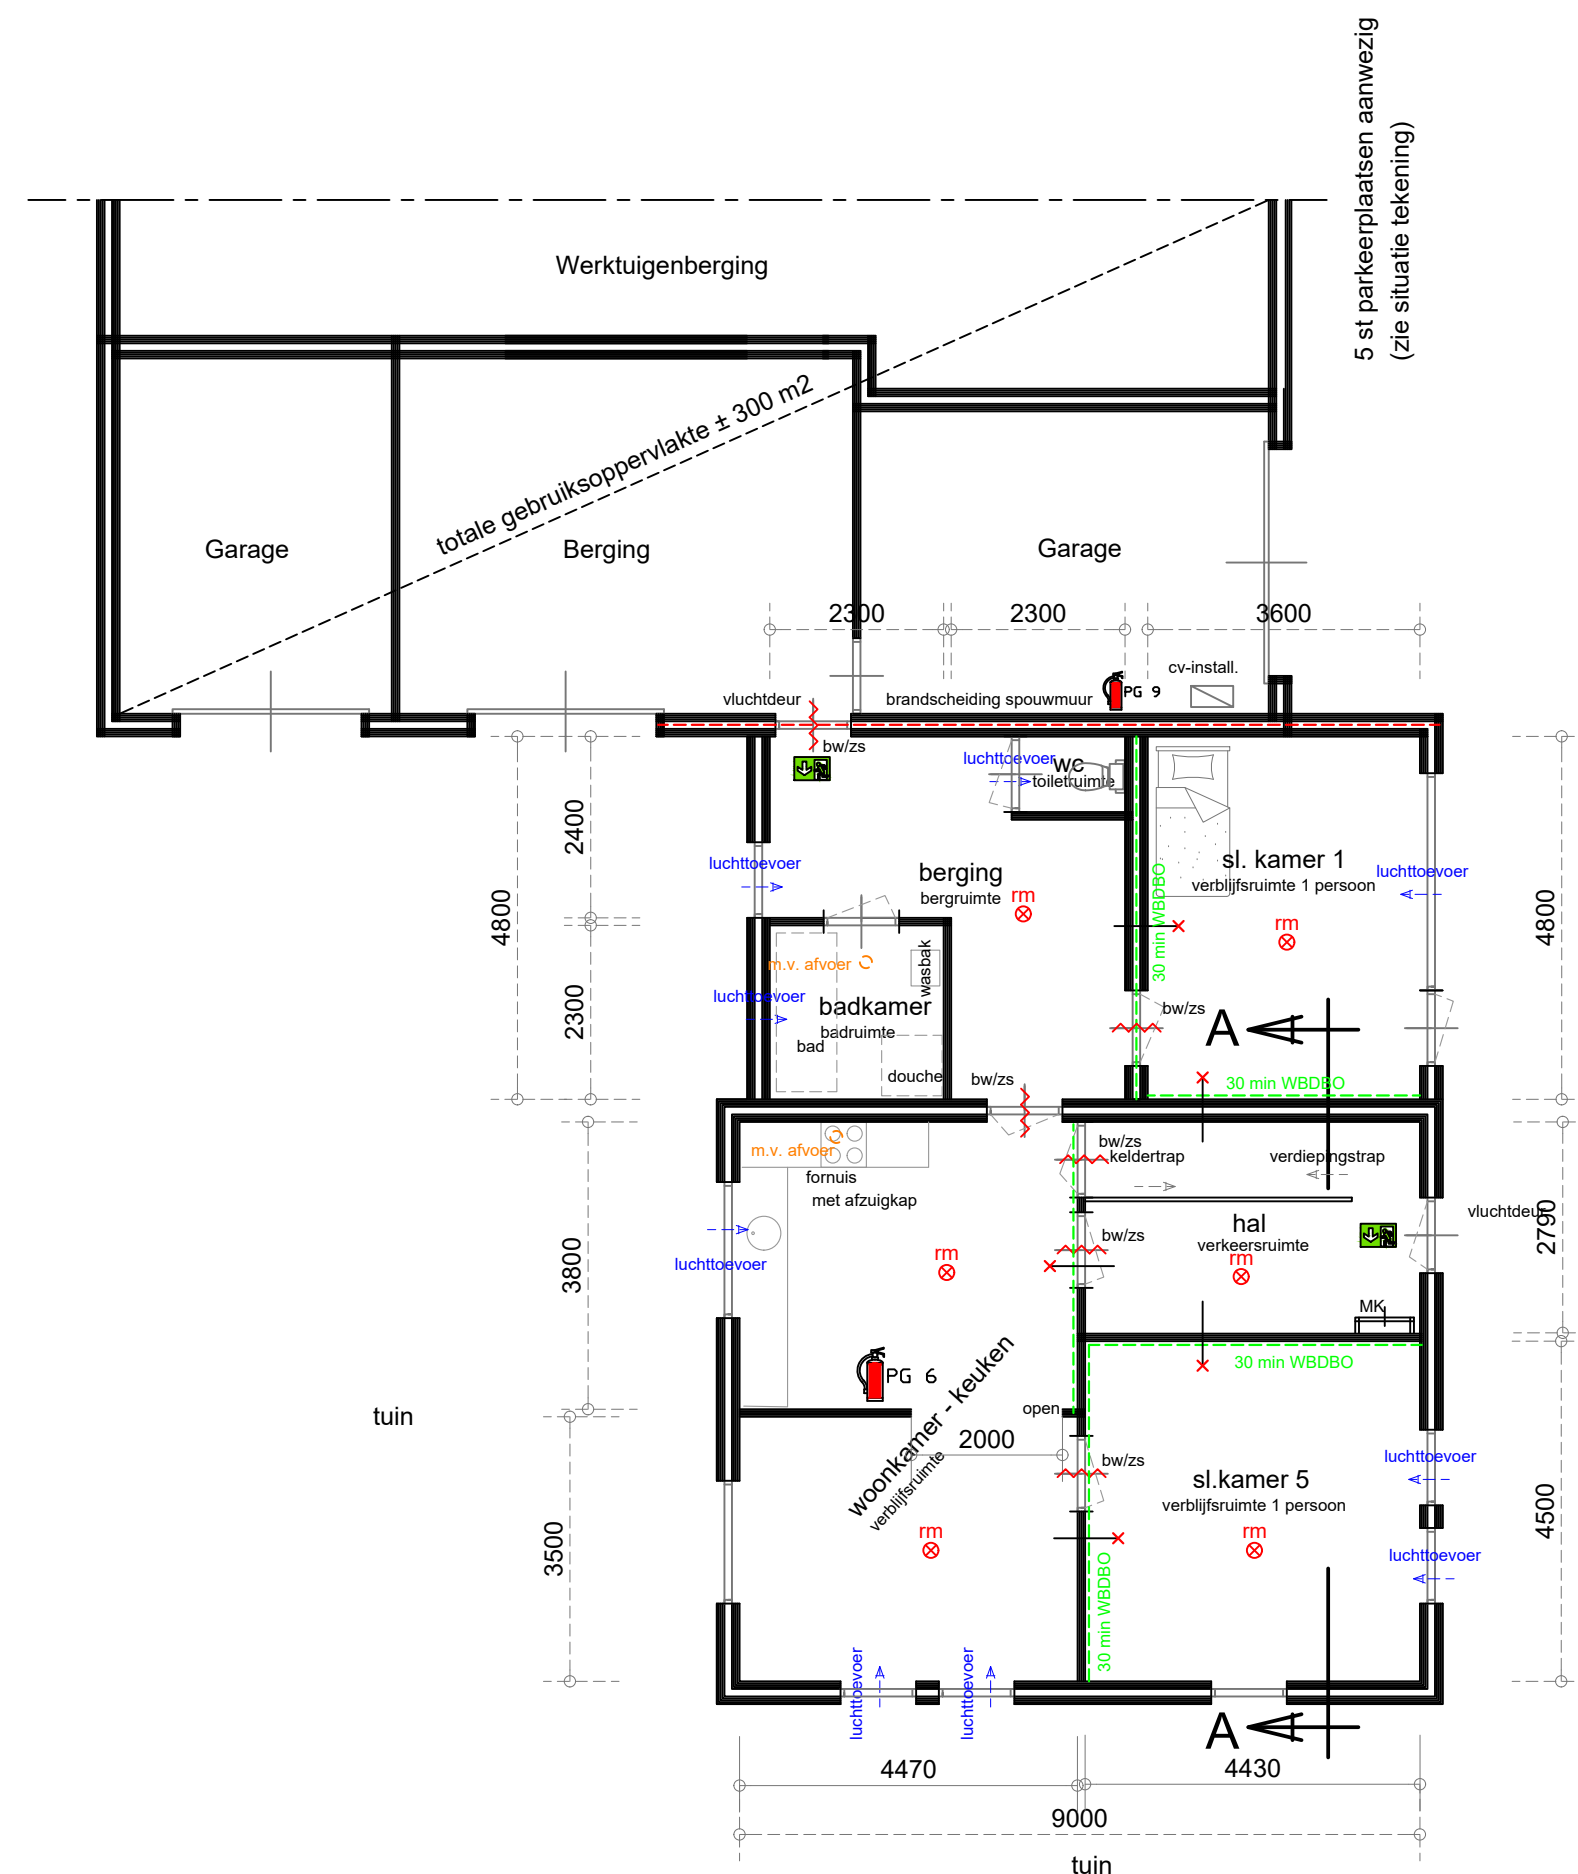 5 st parkeerplaatsen aanwezig
(zie situatie tekening)
Werktuigenberging
totale gebruiksoppervlakte ± 300 m2
Garage
Berging
Garage
2300
2300
3600
cv-install.
vluchtdeur
brandscheiding spouwmuur
PG 9
bw/zs
luchttoevoer
WC
toiletruimte
2400
4800
luchttoevoer
berging
bergruimte
rm
30 min WBDBO
sl. kamer 1
verblijfsruimte 1 persoon
rm
luchttoevoer
4800
m.v. afvoer
wasbak
luchttoevoer
badkamer
badruimte
bad
douche
2300
bw/zs
A
bw/zs
30 min WBDBO
m.v. afvoer
fornuis
met afzuigkap
bw/zs
keldertrap
verdiepingstrap
hal
verkeersruimte
rm
vluchtdeur
2790
bw/zs
luchttoevoer
3800
rm
MK
30 min WBDBO
PG 6
woonkamer - keuken
verblijfsruimte
open
2000
tuin
bw/zs
sl.kamer 5
verblijfsruimte 1 persoon
rm
luchttoevoer
luchttoevoer
4500
3500
rm
30 min WBDBO
luchttoevoer
luchttoevoer
A
4470
4430
9000
tuin